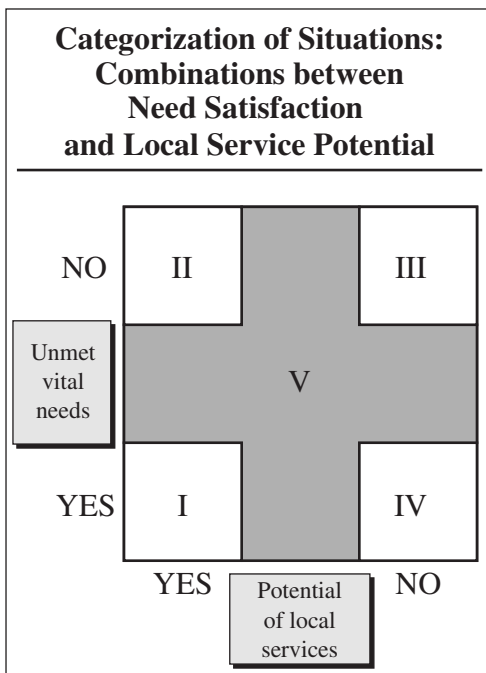 Categorization of Situations:
Combinations between
Need Satisfaction
and Local Service Potential
NO
II
III
Unmet
vital
needs
V
YES
I
IV
YES
Potential
of local
services
NO